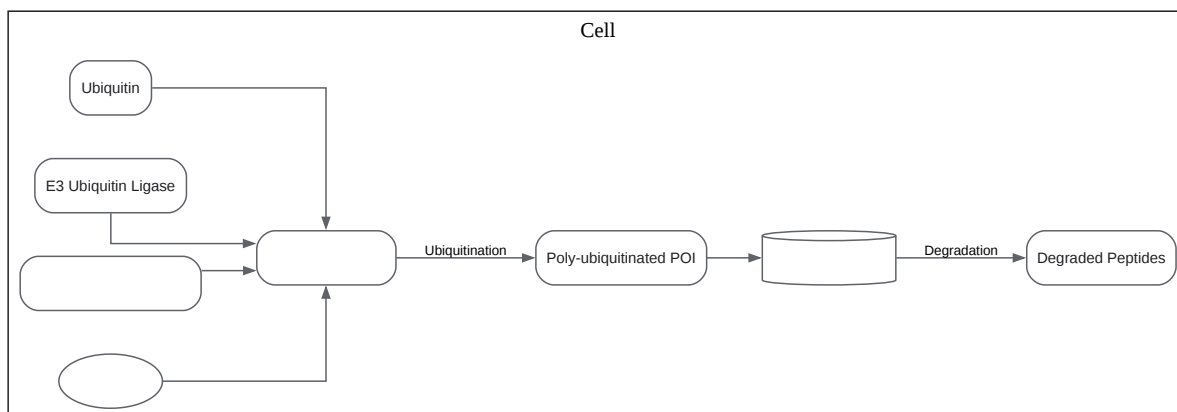 Cell
Ubiquitin
E3 Ubiquitin Ligase
Ubiquitination
Poly-ubiquitinated POI
Degradation
Degraded Peptides